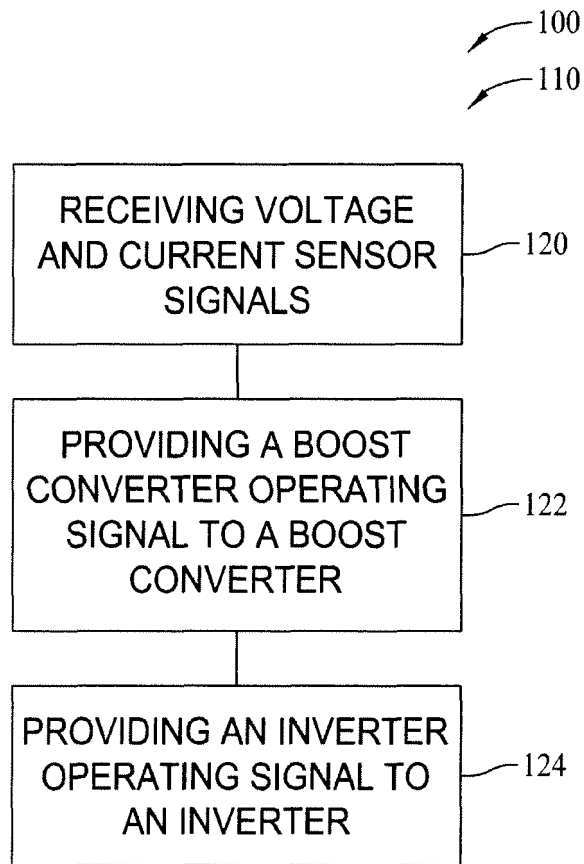 100
110
RECEIVING VOLTAGE
AND CURRENT SENSOR
SIGNALS
120
PROVIDING A BOOST
CONVERTER OPERATING
SIGNAL TO A BOOST
CONVERTER
122
PROVIDING AN INVERTER
OPERATING SIGNAL TO
AN INVERTER
124